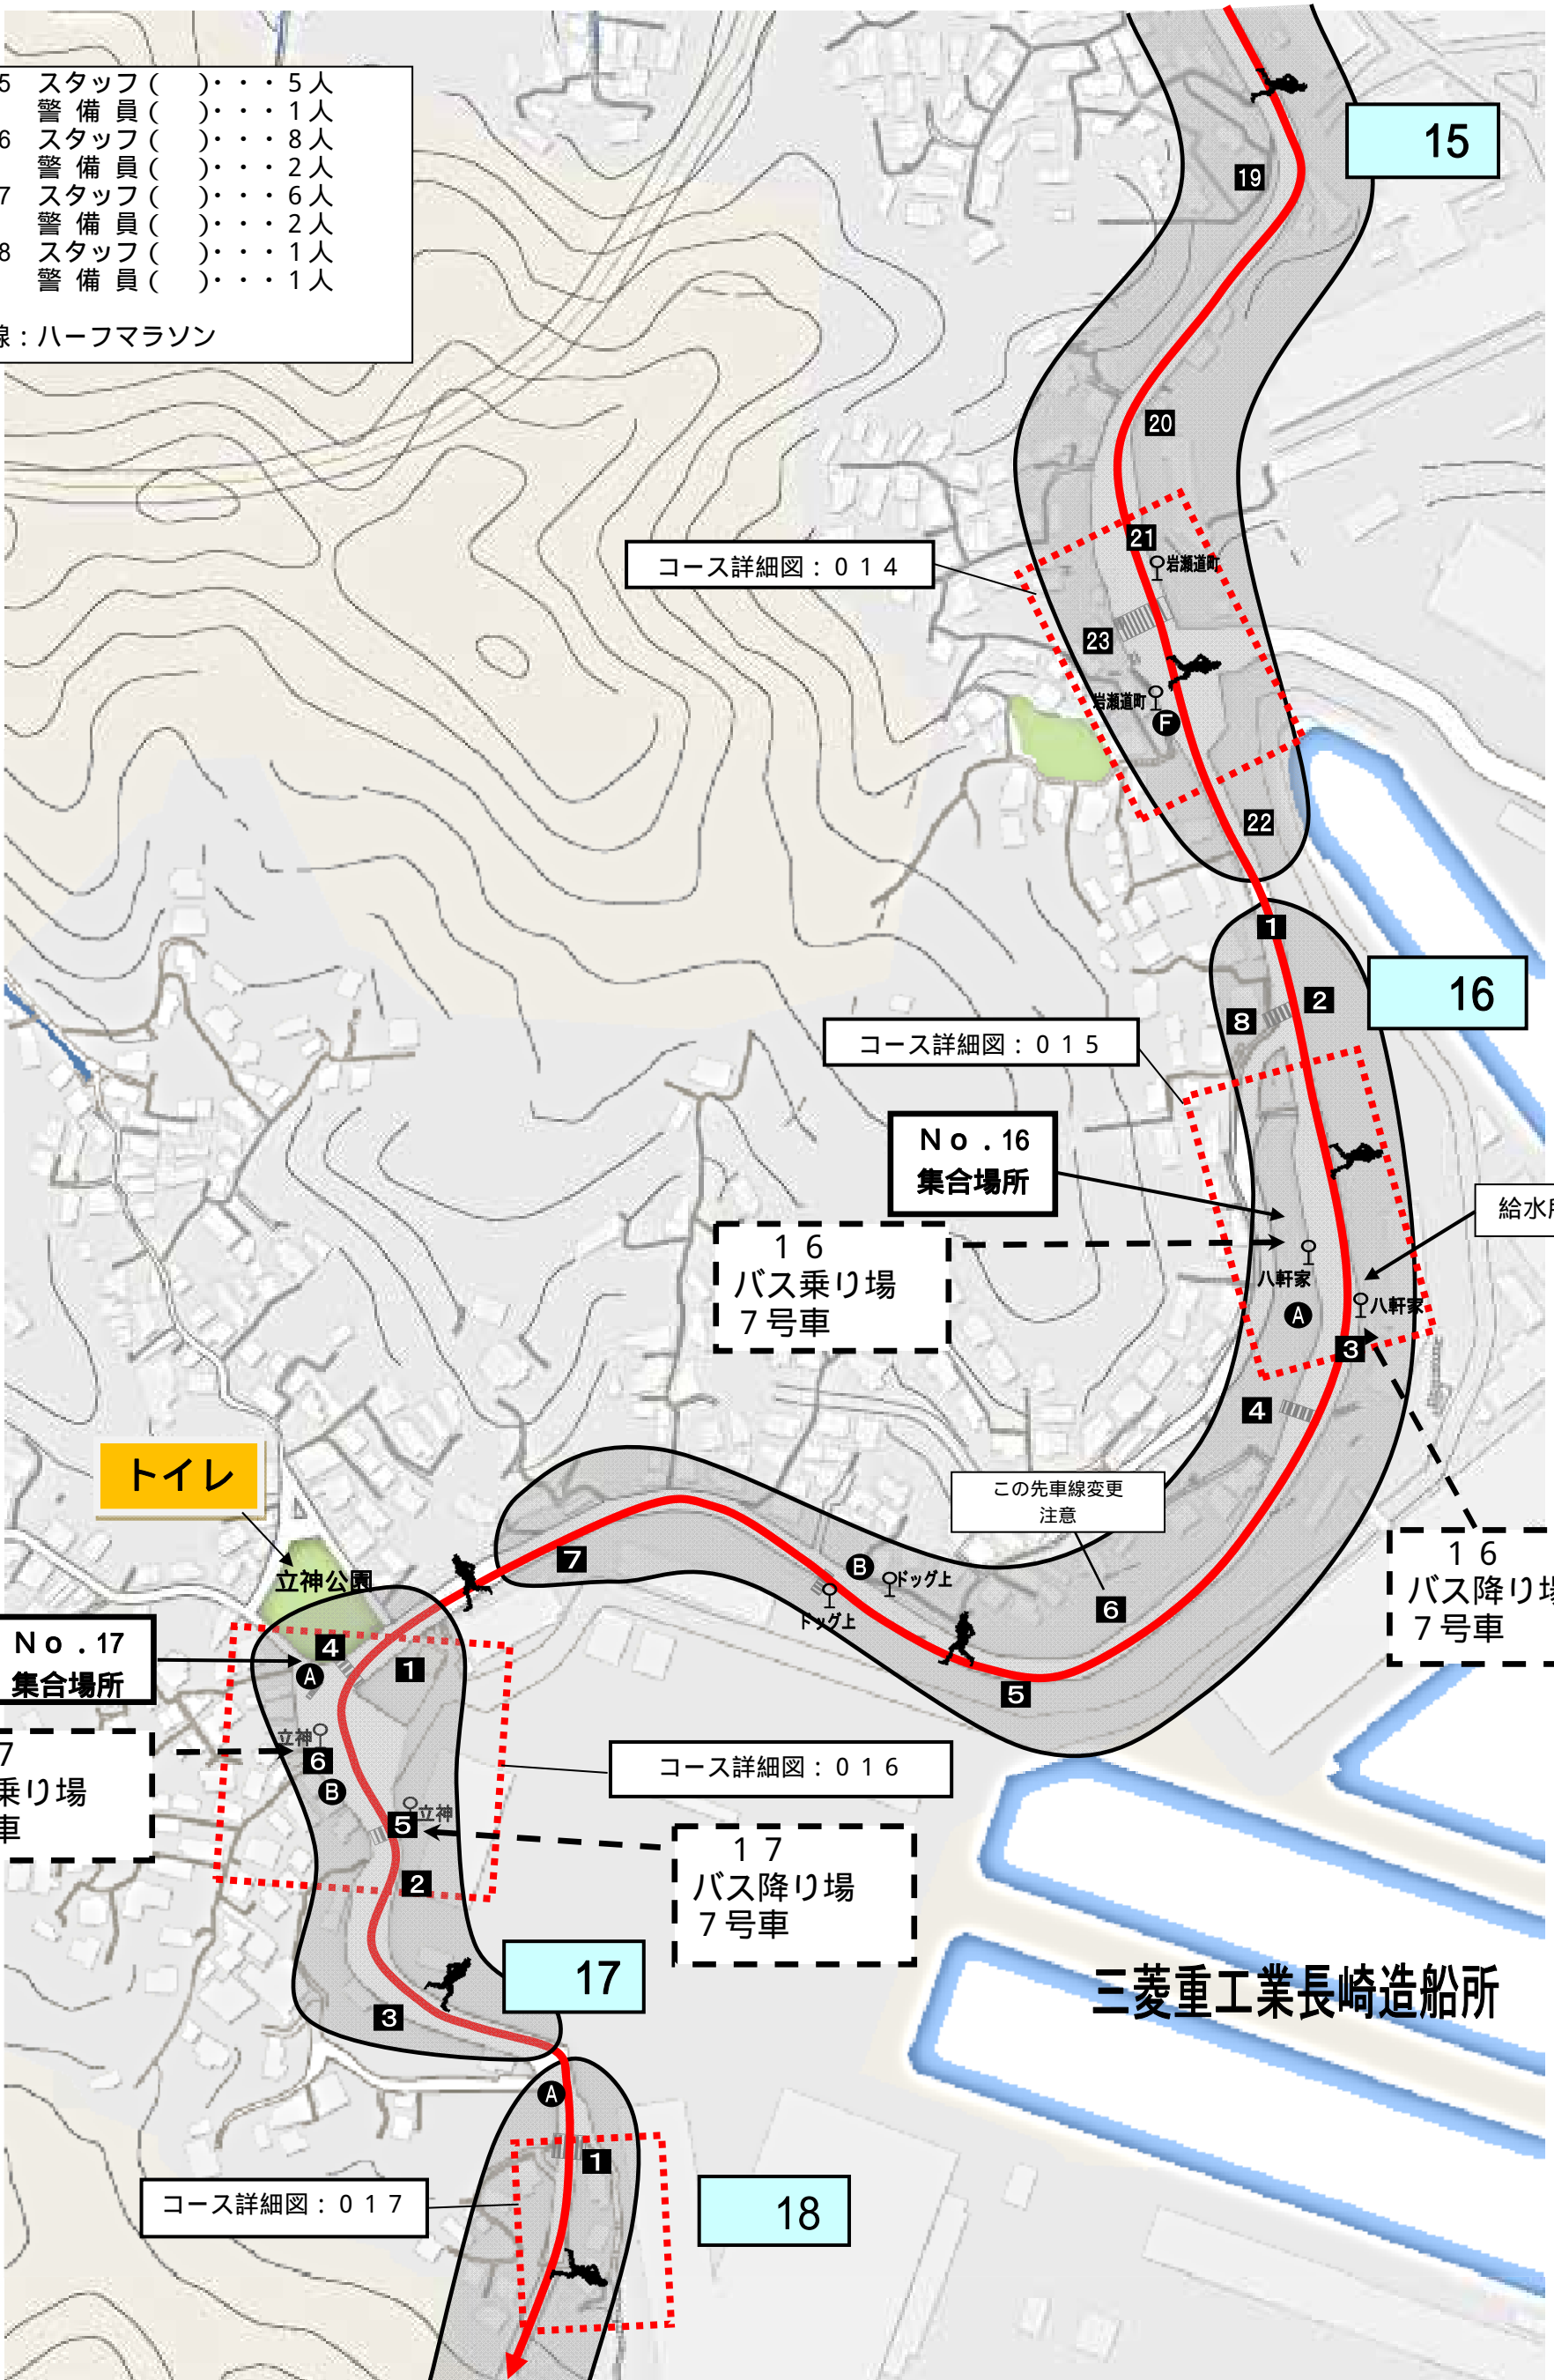 5 スタッフ( )・・・5人
警備員( )・・・1人
6 スタッフ( )・・・8人
警備員( )・・・2人
7 スタッフ( )・・・6人
警備員( )・・・2人
8 スタッフ( )・・・1人
警備員( )・・・1人
線:ハーフマラソン
15
19
20
コース詳細図:014
21
岩瀬道町
23
岩瀬道町
F
22
1
16
2
8
コース詳細図:015
No.16
集合場所
給水所
16
バス乗り場
7号車
八軒家
A
八軒家
3
4
トイレ
この先車線変更
注意
16
バス降り場
7号車
7
B
ドッグ上
ドッグ上
6
5
立神公園
No.17
集合場所
4
A
1
7
乗り場
車
立神
6
B
コース詳細図:016
5
立神
17
バス降り場
7号車
2
17
三菱重工業長崎造船所
3
A
1
コース詳細図:017
18